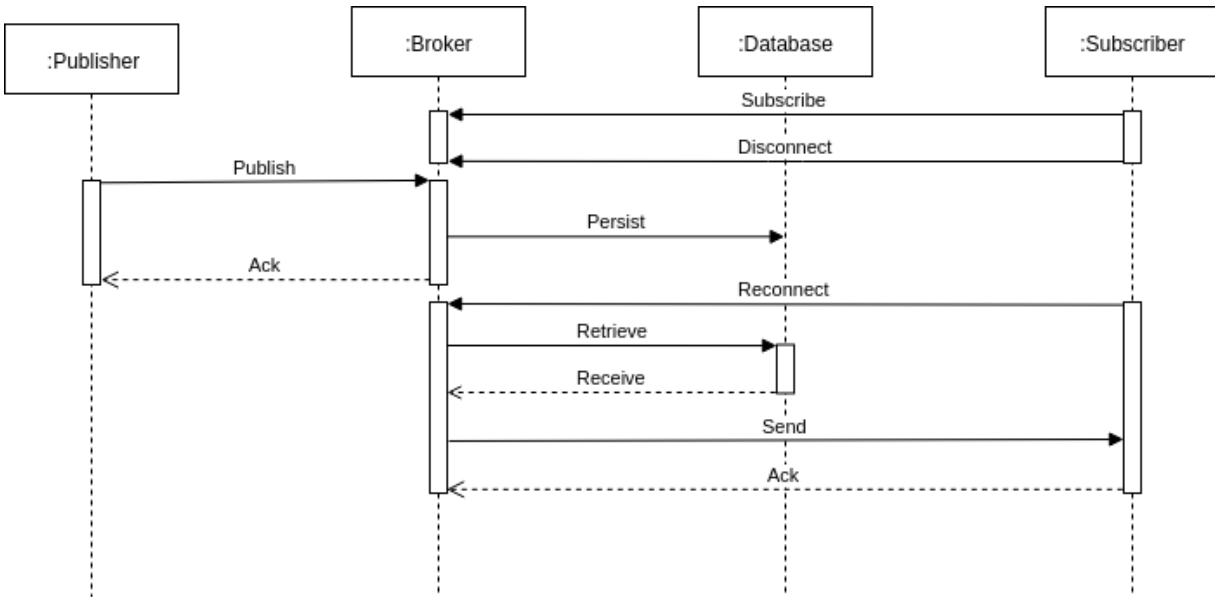 :Publisher
:Broker
:Database
:Subscriber
Subscribe
Disconnect
Publish
Persist
Ack
Reconnect
Retrieve
Receive
Send
Ack